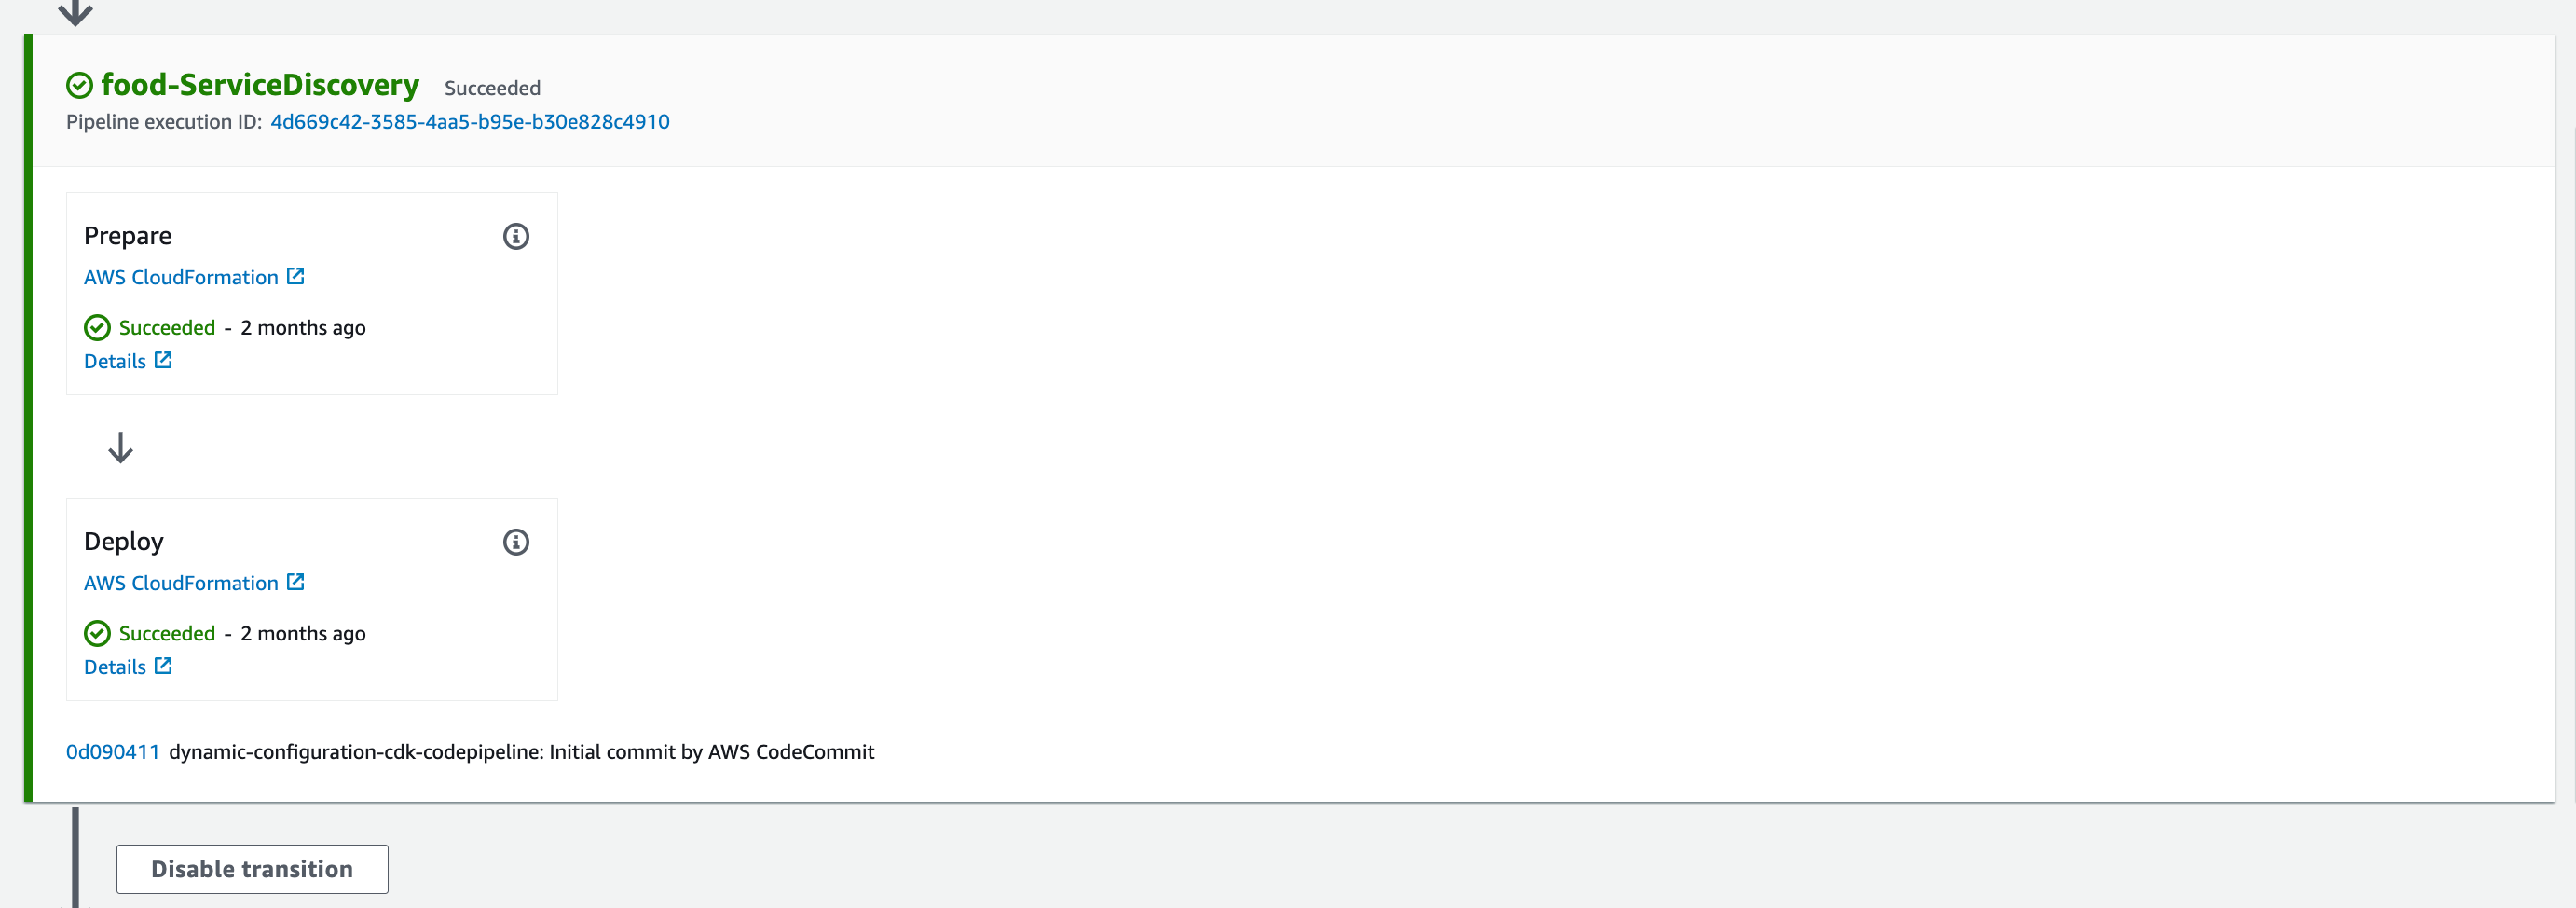 food-ServiceDiscovery Succeeded
Pipeline execution ID: 4d669c42-3585-4aa5-b95e-b30e828c4910
Prepare
AWS CloudFormation
Succeeded - 2 months ago
Details
Deploy
AWS CloudFormation
Succeeded - 2 months ago
Details
0d090411 dynamic-configuration-cdk-codepipeline: Initial commit by AWS CodeCommit
Disable transition